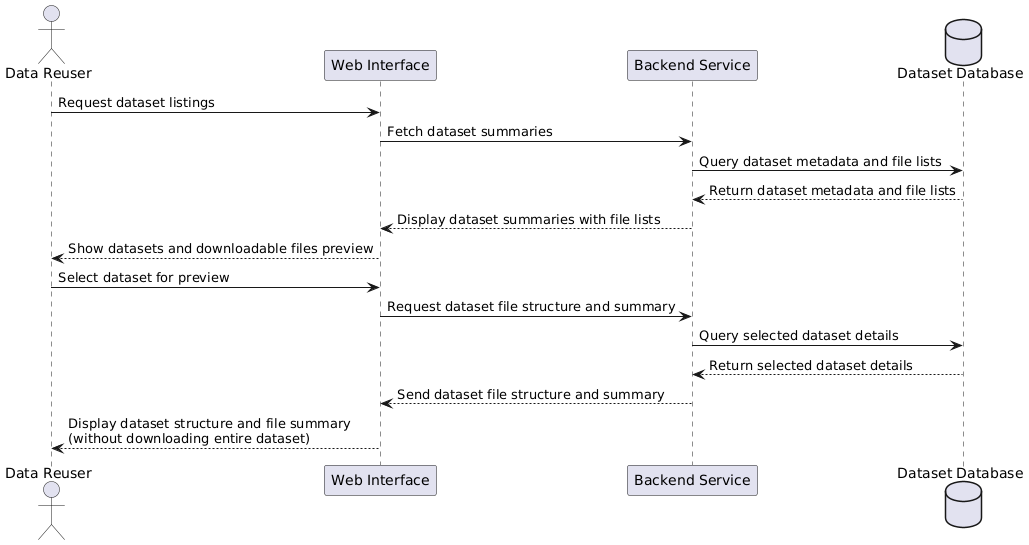 Data Reuser
Web Interface
Backend Service
Dataset Database
Request dataset listings
Fetch dataset summaries
Query dataset metadata and file lists
Return dataset metadata and file lists
Display dataset summaries with file lists
Show datasets and downloadable files preview
Select dataset for preview
Request dataset file structure and summary
Query selected dataset details
Return selected dataset details
Send dataset file structure and summary
Display dataset structure and file summary
(without downloading entire dataset)
Data Reuser
Web Interface
Backend Service
Dataset Database